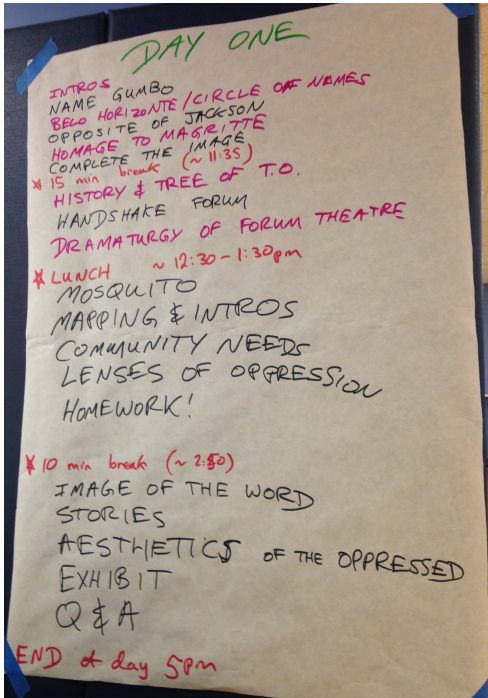 DAY ONE
INTROS
NAME GUMBO
BELO HORIZONTE/CIRCLE OF NAMES
OPPOSITE OF JACKSON
HOMAGE TO MAGRITTE
COMPLETE THE IMAGE
* 15 min break (~ 11:35)
HISTORY & TREE OF T.O.
HANDSHAKE FORUM
DRAMATURGY OF FORUM THEATRE
* LUNCH ~ 12:30 - 1:30pm
MOSQUITO
MAPPING & INTROS
COMMUNITY NEEDS
LENSES OF OPPRESSION
HOMEWORK!
* 10 min break (~ 2:50)
IMAGE OF THE WORD
STORIES
AESTHETICS OF THE OPPRESSED
EXHIBIT
Q & A
END of day 5pm